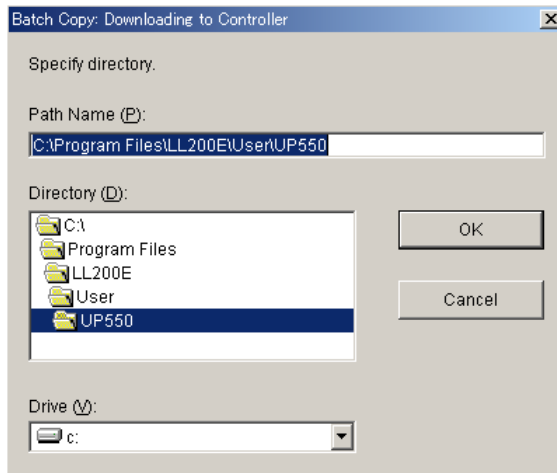 Batch Copy: Downloading to Controller
Specify directory.
Path Name (P):
C:\Program Files\LL200E\User\UP550
Directory (D):
C:\
Program Files
LL200E
User
UP550
OK
Cancel
Drive (V):
c: